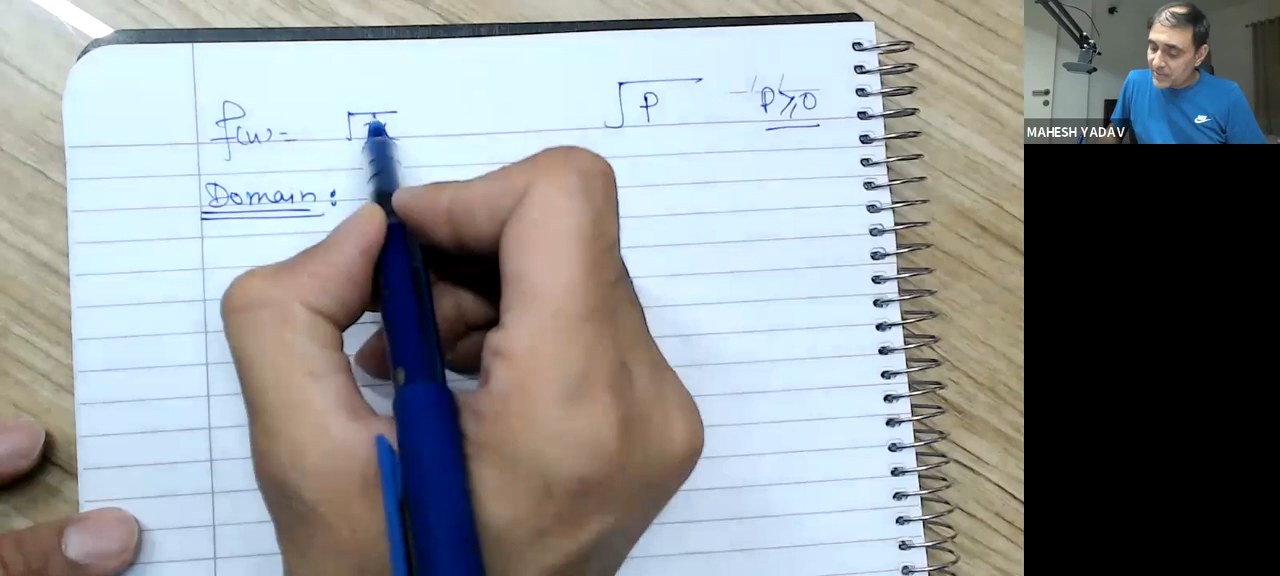 f(x)= √x √P P≥0
Domain:
MAHESH YADAV